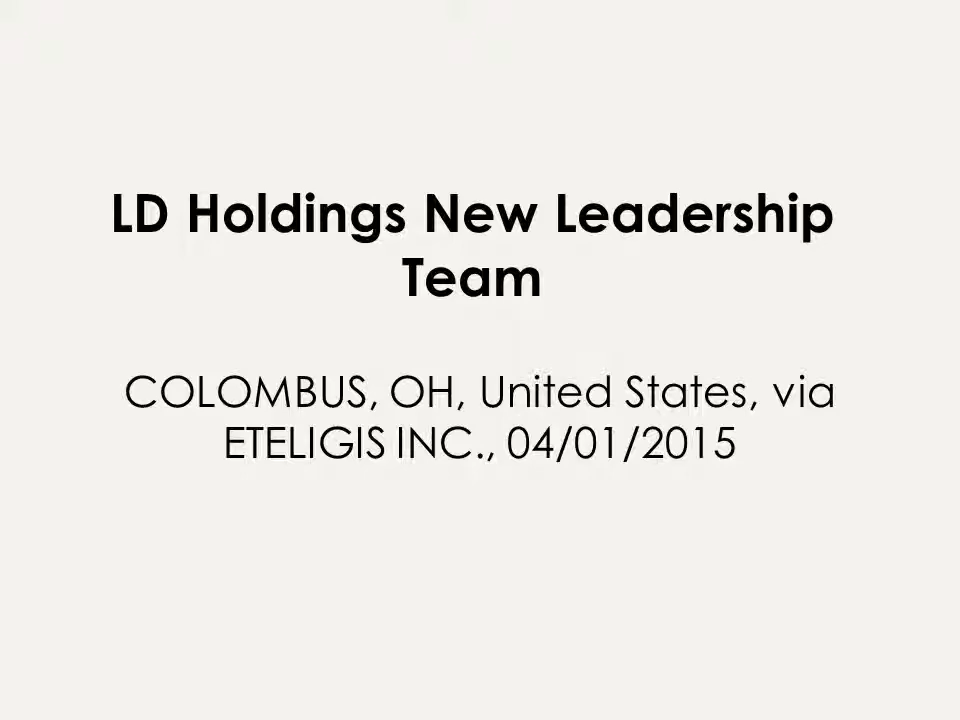 LD Holdings New Leadership
Team
COLOMBUS, OH, United States, via
ETELIGIS INC., 04/01/2015